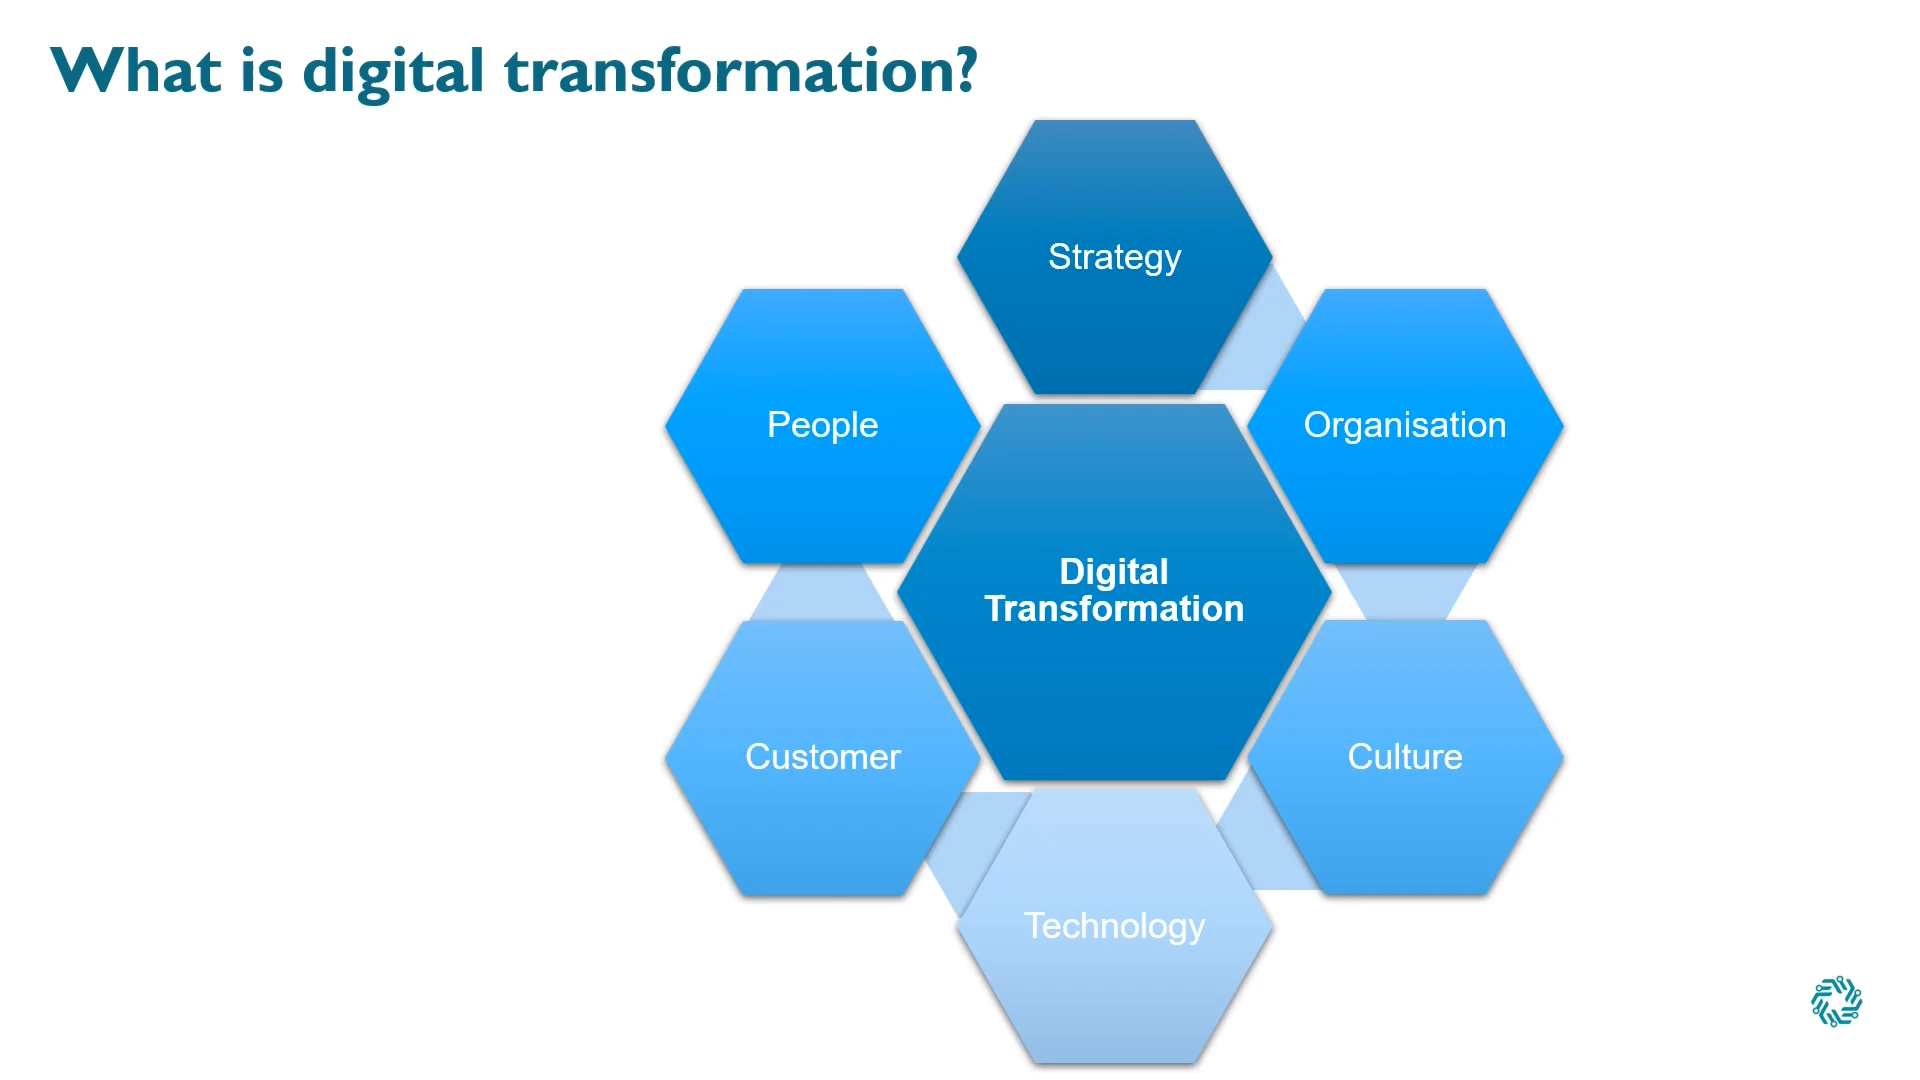 What is digital transformation?
Strategy
People
Organisation
Digital
Transformation
Customer
Culture
Technology